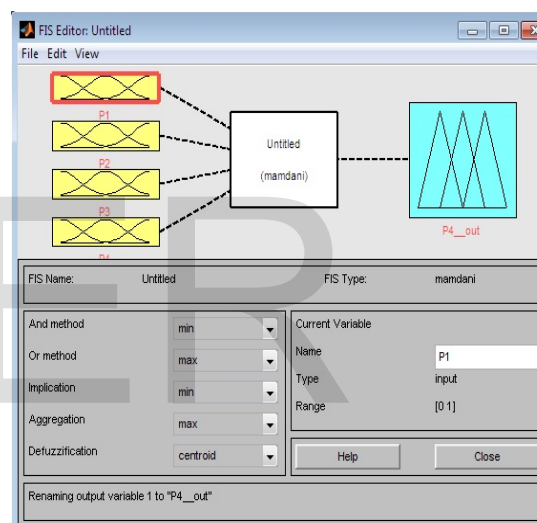 FIS Editor: Untitled
File Edit View
P1
P2
P3
Untitled
(mamdani)
P4__out
FIS Name: Untitled FIS Type: mamdani
And method min
Or method max
Implication min
Aggregation max
Defuzzification centroid
Current Variable
Name P1
Type input
Range [0 1]
Help Close
Renaming output variable 1 to "P4__out"
ER